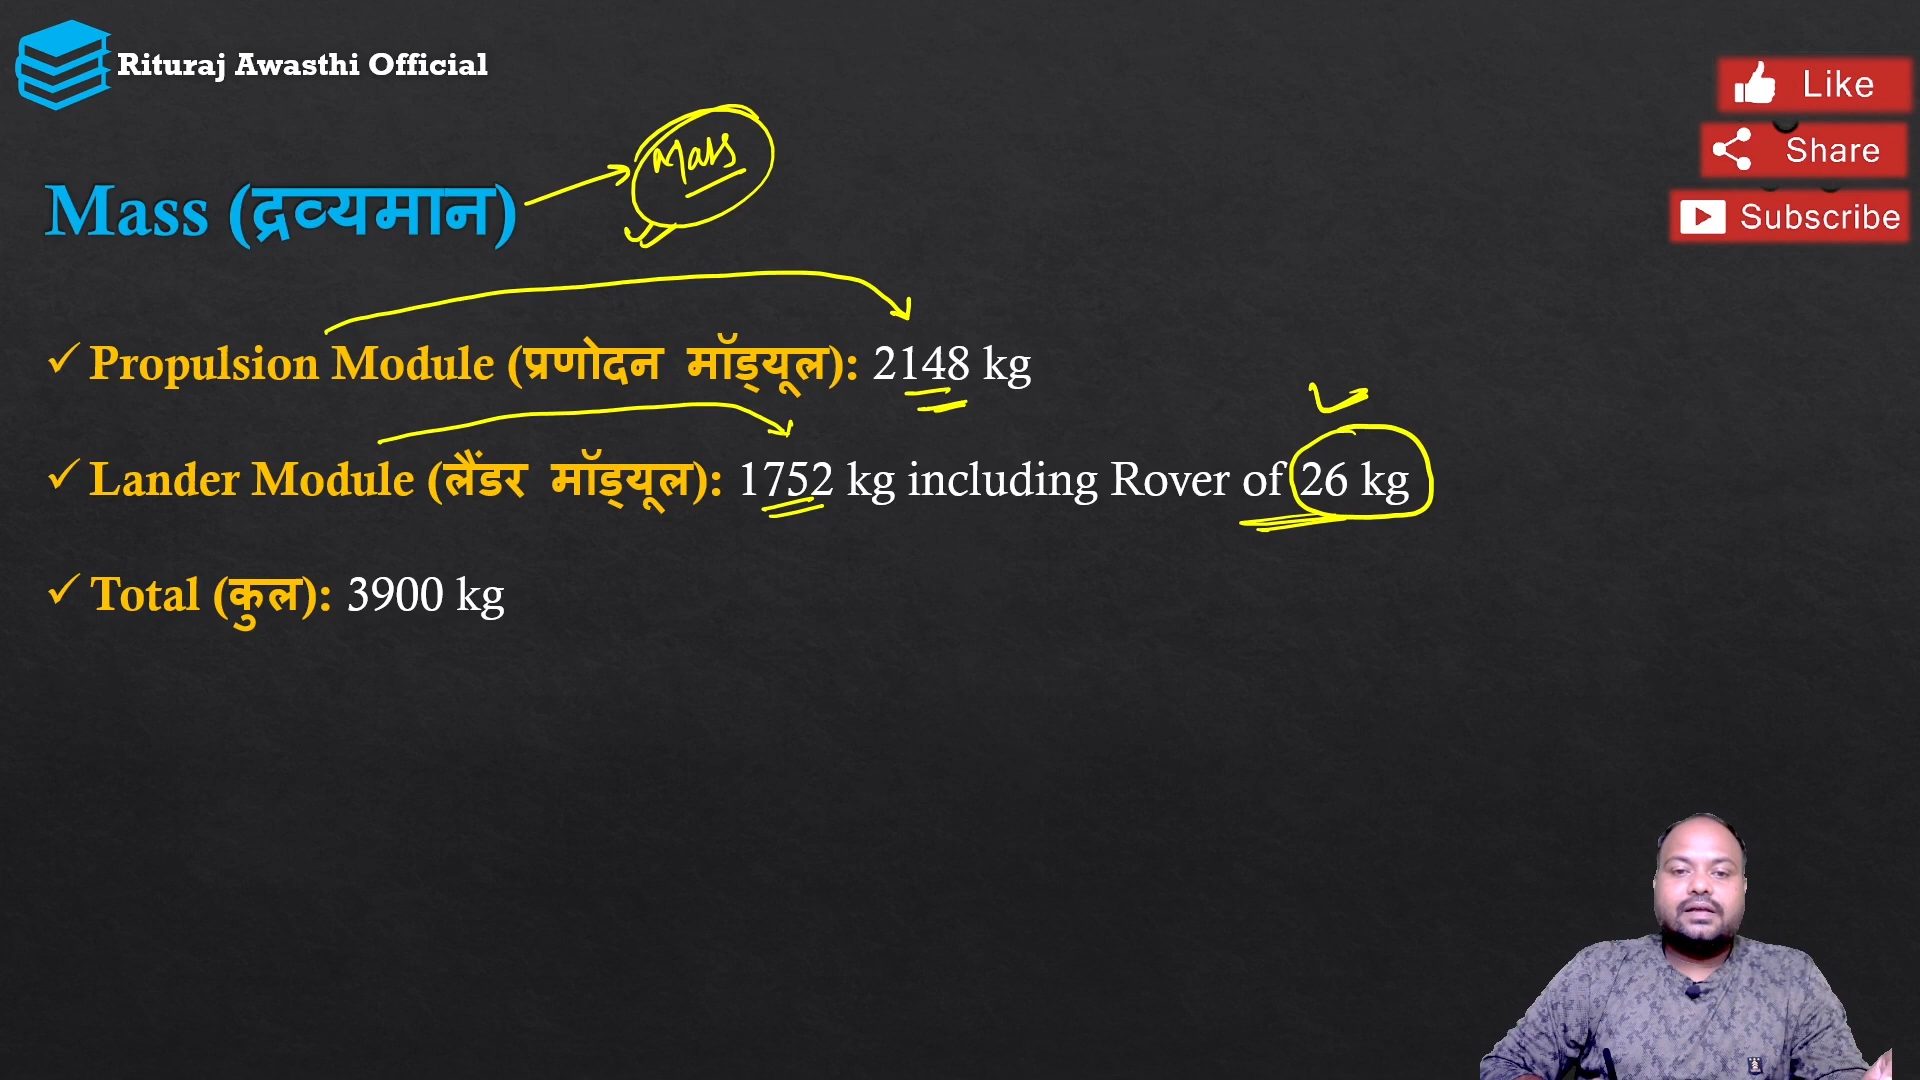 Rituraj Awasthi Official
Like
Share
Subscribe
Mass
Mass (द्रव्यमान)
Propulsion Module (प्रणोदन मॉड्यूल): 2148 kg
Lander Module (लैंडर मॉड्यूल): 1752 kg including Rover of 26 kg
Total (कुल): 3900 kg